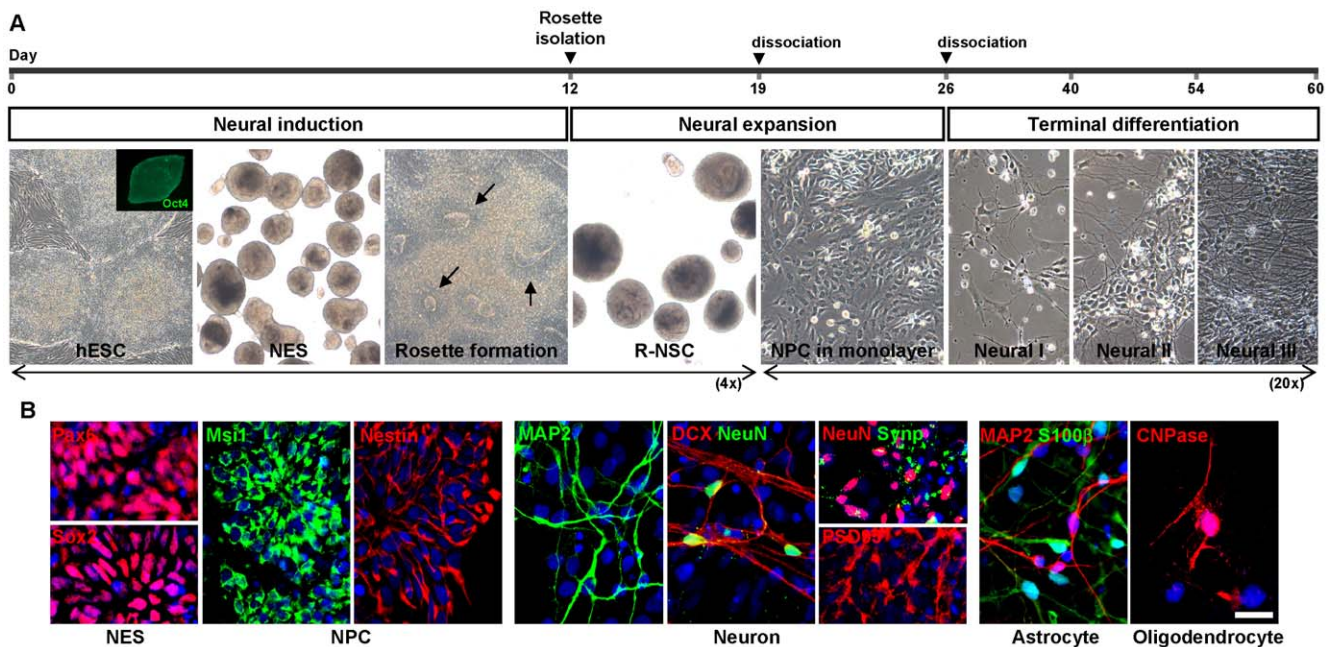 A
Rosette
isolation
dissociation
dissociation
Day
0 12 19 26 40 54 60
Neural induction Neural expansion Terminal differentiation
Oct4
hESC NES Rosette formation R-NSC NPC in monolayer Neural I Neural II Neural III
(4x) (20x)
B
Pax6 Msi1 Nestin MAP2 DCX NeuN NeuN Synp MAP2 S100β CNPase
Sox2 PSD95
NES NPC Neuron Astrocyte Oligodendrocyte